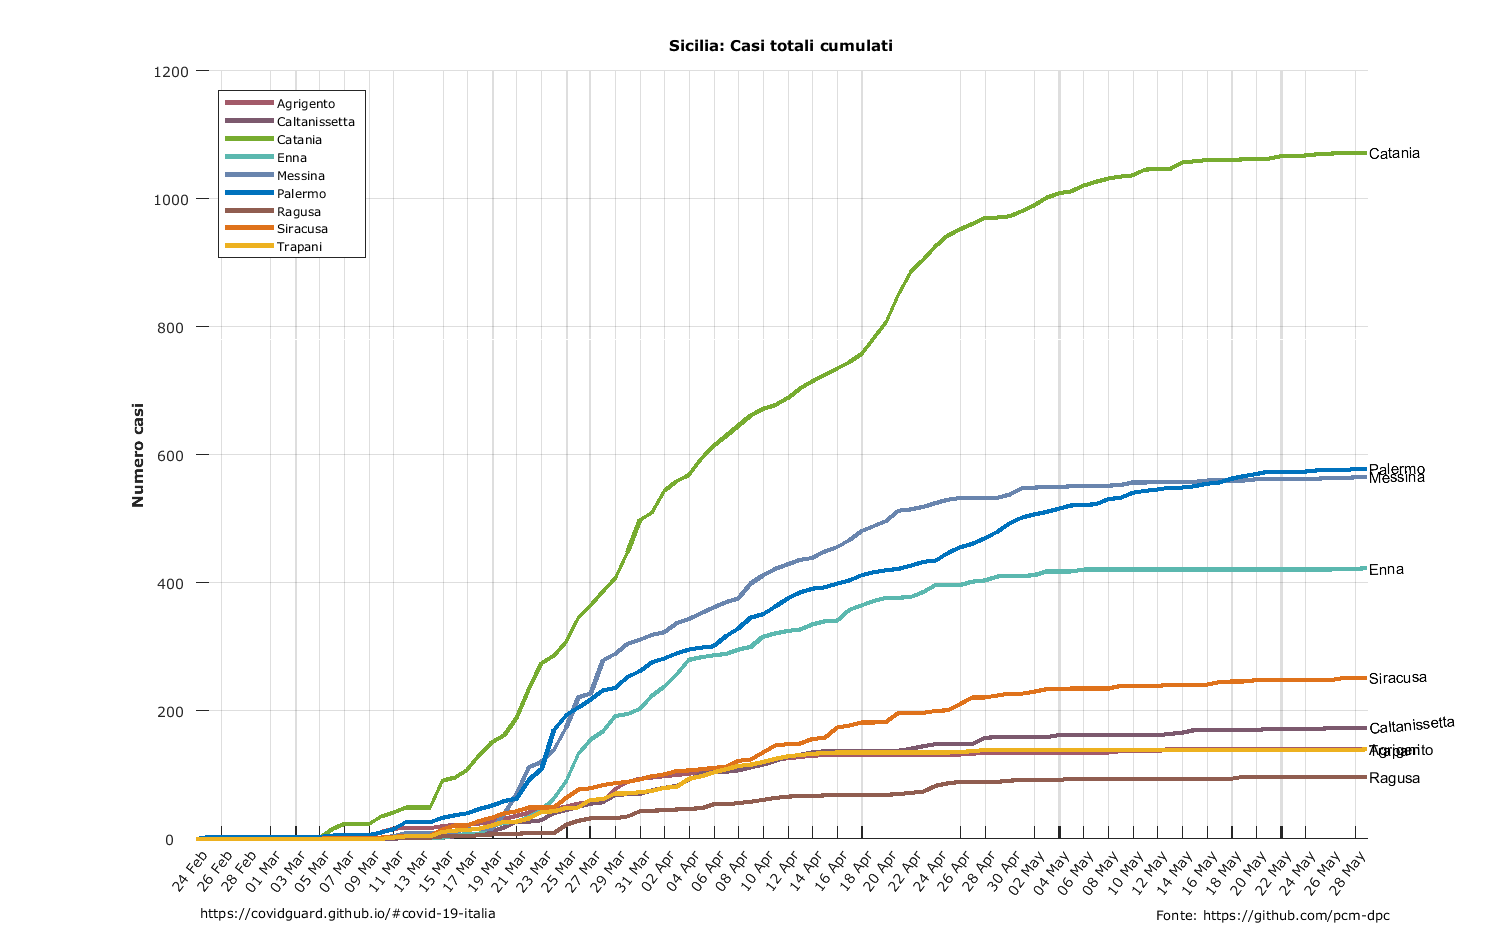 Sicilia: Casi totali cumulati
1200
1000
800
600
400
200
0
Numero casi
Agrigento
Caltanissetta
Catania
Enna
Messina
Palermo
Ragusa
Siracusa
Trapani
Catania
Palermo
Messina
Enna
Siracusa
Caltanissetta
Trapani
Agrigento
Ragusa
24 Feb
26 Feb
28 Feb
01 Mar
03 Mar
05 Mar
07 Mar
09 Mar
11 Mar
13 Mar
15 Mar
17 Mar
19 Mar
21 Mar
23 Mar
25 Mar
27 Mar
29 Mar
31 Mar
02 Apr
04 Apr
06 Apr
08 Apr
10 Apr
12 Apr
14 Apr
16 Apr
18 Apr
20 Apr
22 Apr
24 Apr
26 Apr
28 Apr
30 Apr
02 May
04 May
06 May
08 May
10 May
12 May
14 May
16 May
18 May
20 May
22 May
24 May
26 May
28 May
https://covidguard.github.io/#covid-19-italia
Fonte: https://github.com/pcm-dpc